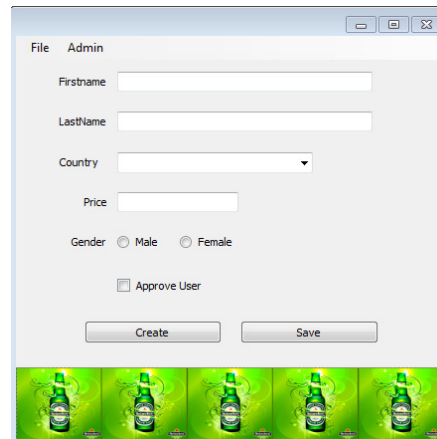 File Admin
Firstname
LastName
Country
Price
Gender Male Female
Approve User
Create Save